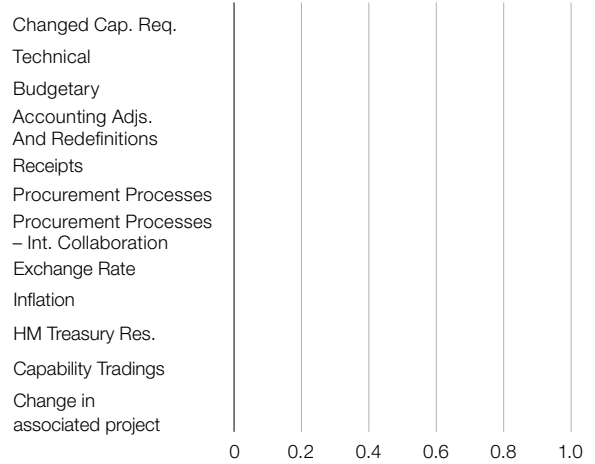 Changed Cap. Req.
Technical
Budgetary
Accounting Adjs.
And Redefinitions
Receipts
Procurement Processes
Procurement Processes
– Int. Collaboration
Exchange Rate
Inflation
HM Treasury Res.
Capability Tradings
Change in
associated project
0 0.2 0.4 0.6 0.8 1.0